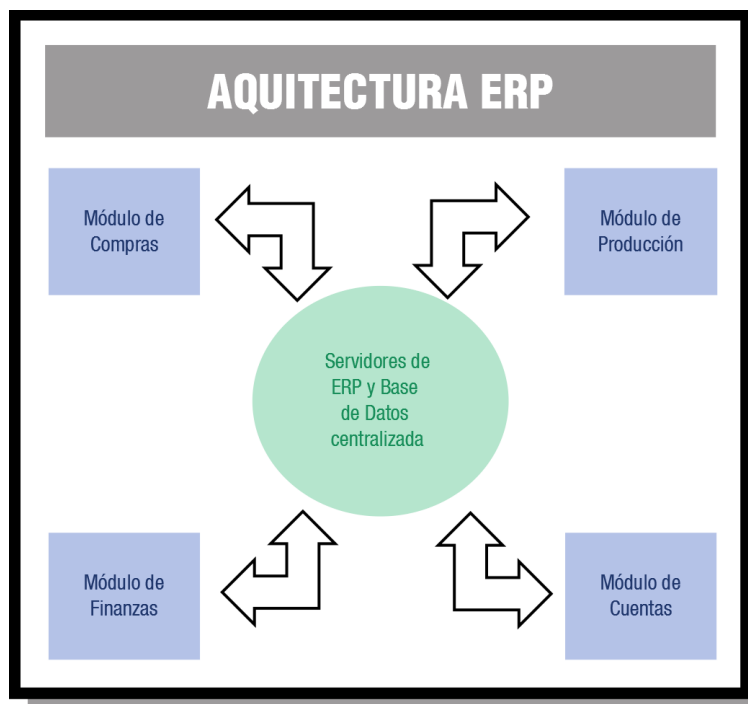 AQUITECTURA ERP
Módulo de
Compras
Módulo de
Producción
Servidores de
ERP y Base
de Datos
centralizada
Módulo de
Finanzas
Módulo de
Cuentas